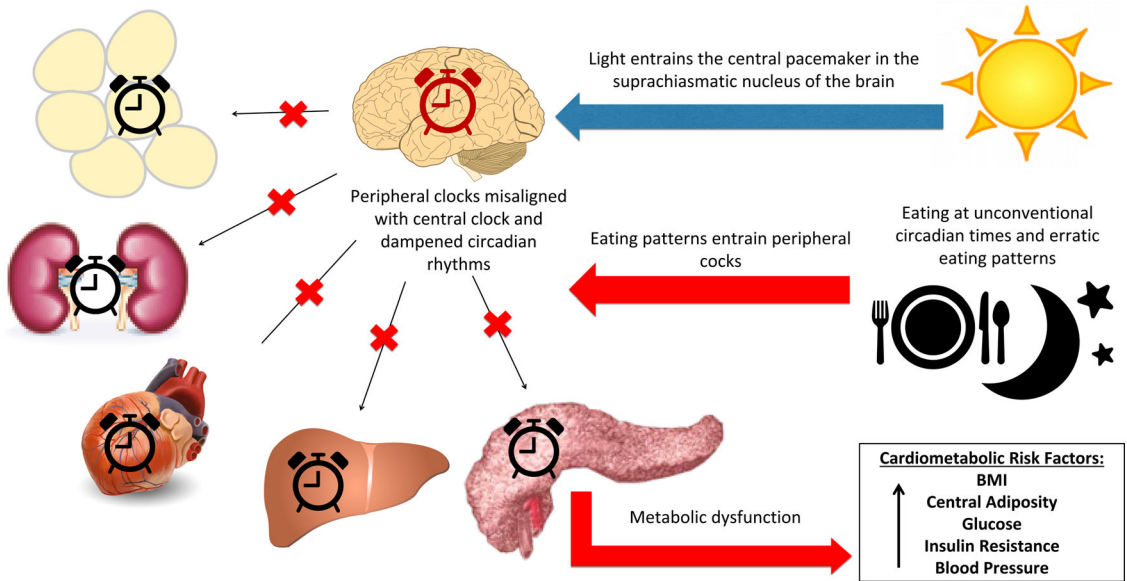 Light entrains the central pacemaker in the
suprachiasmatic nucleus of the brain
Peripheral clocks misaligned
with central clock and
dampened circadian
rhythms
Eating patterns entrain peripheral
cocks
Eating at unconventional
circadian times and erratic
eating patterns
Metabolic dysfunction
Cardiometabolic Risk Factors:
BMI
Central Adiposity
Glucose
Insulin Resistance
Blood Pressure